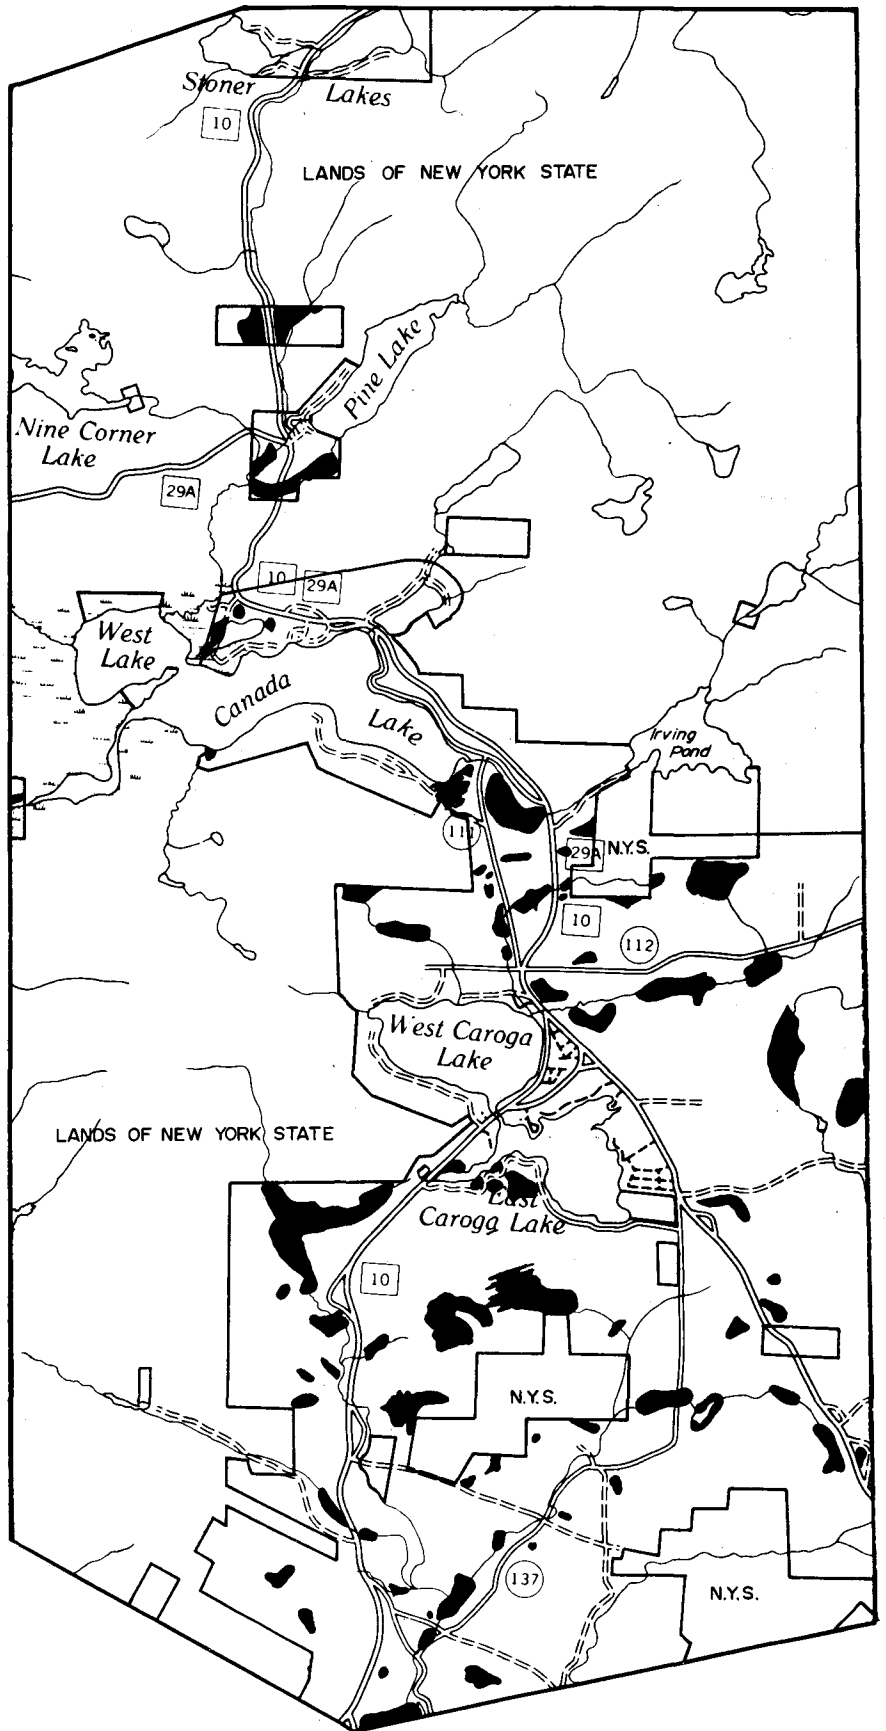 Stoner Lakes
10
LANDS OF NEW YORK STATE
Pine Lake
Nine Corner
Lake
29A
10 29A
West
Lake
Canada Lake
Irving
Pond
111
29A N.Y.S.
10
112
West Caroga
Lake
LANDS OF NEW YORK STATE
East
Caroga Lake
10
N.Y.S.
137
N.Y.S.